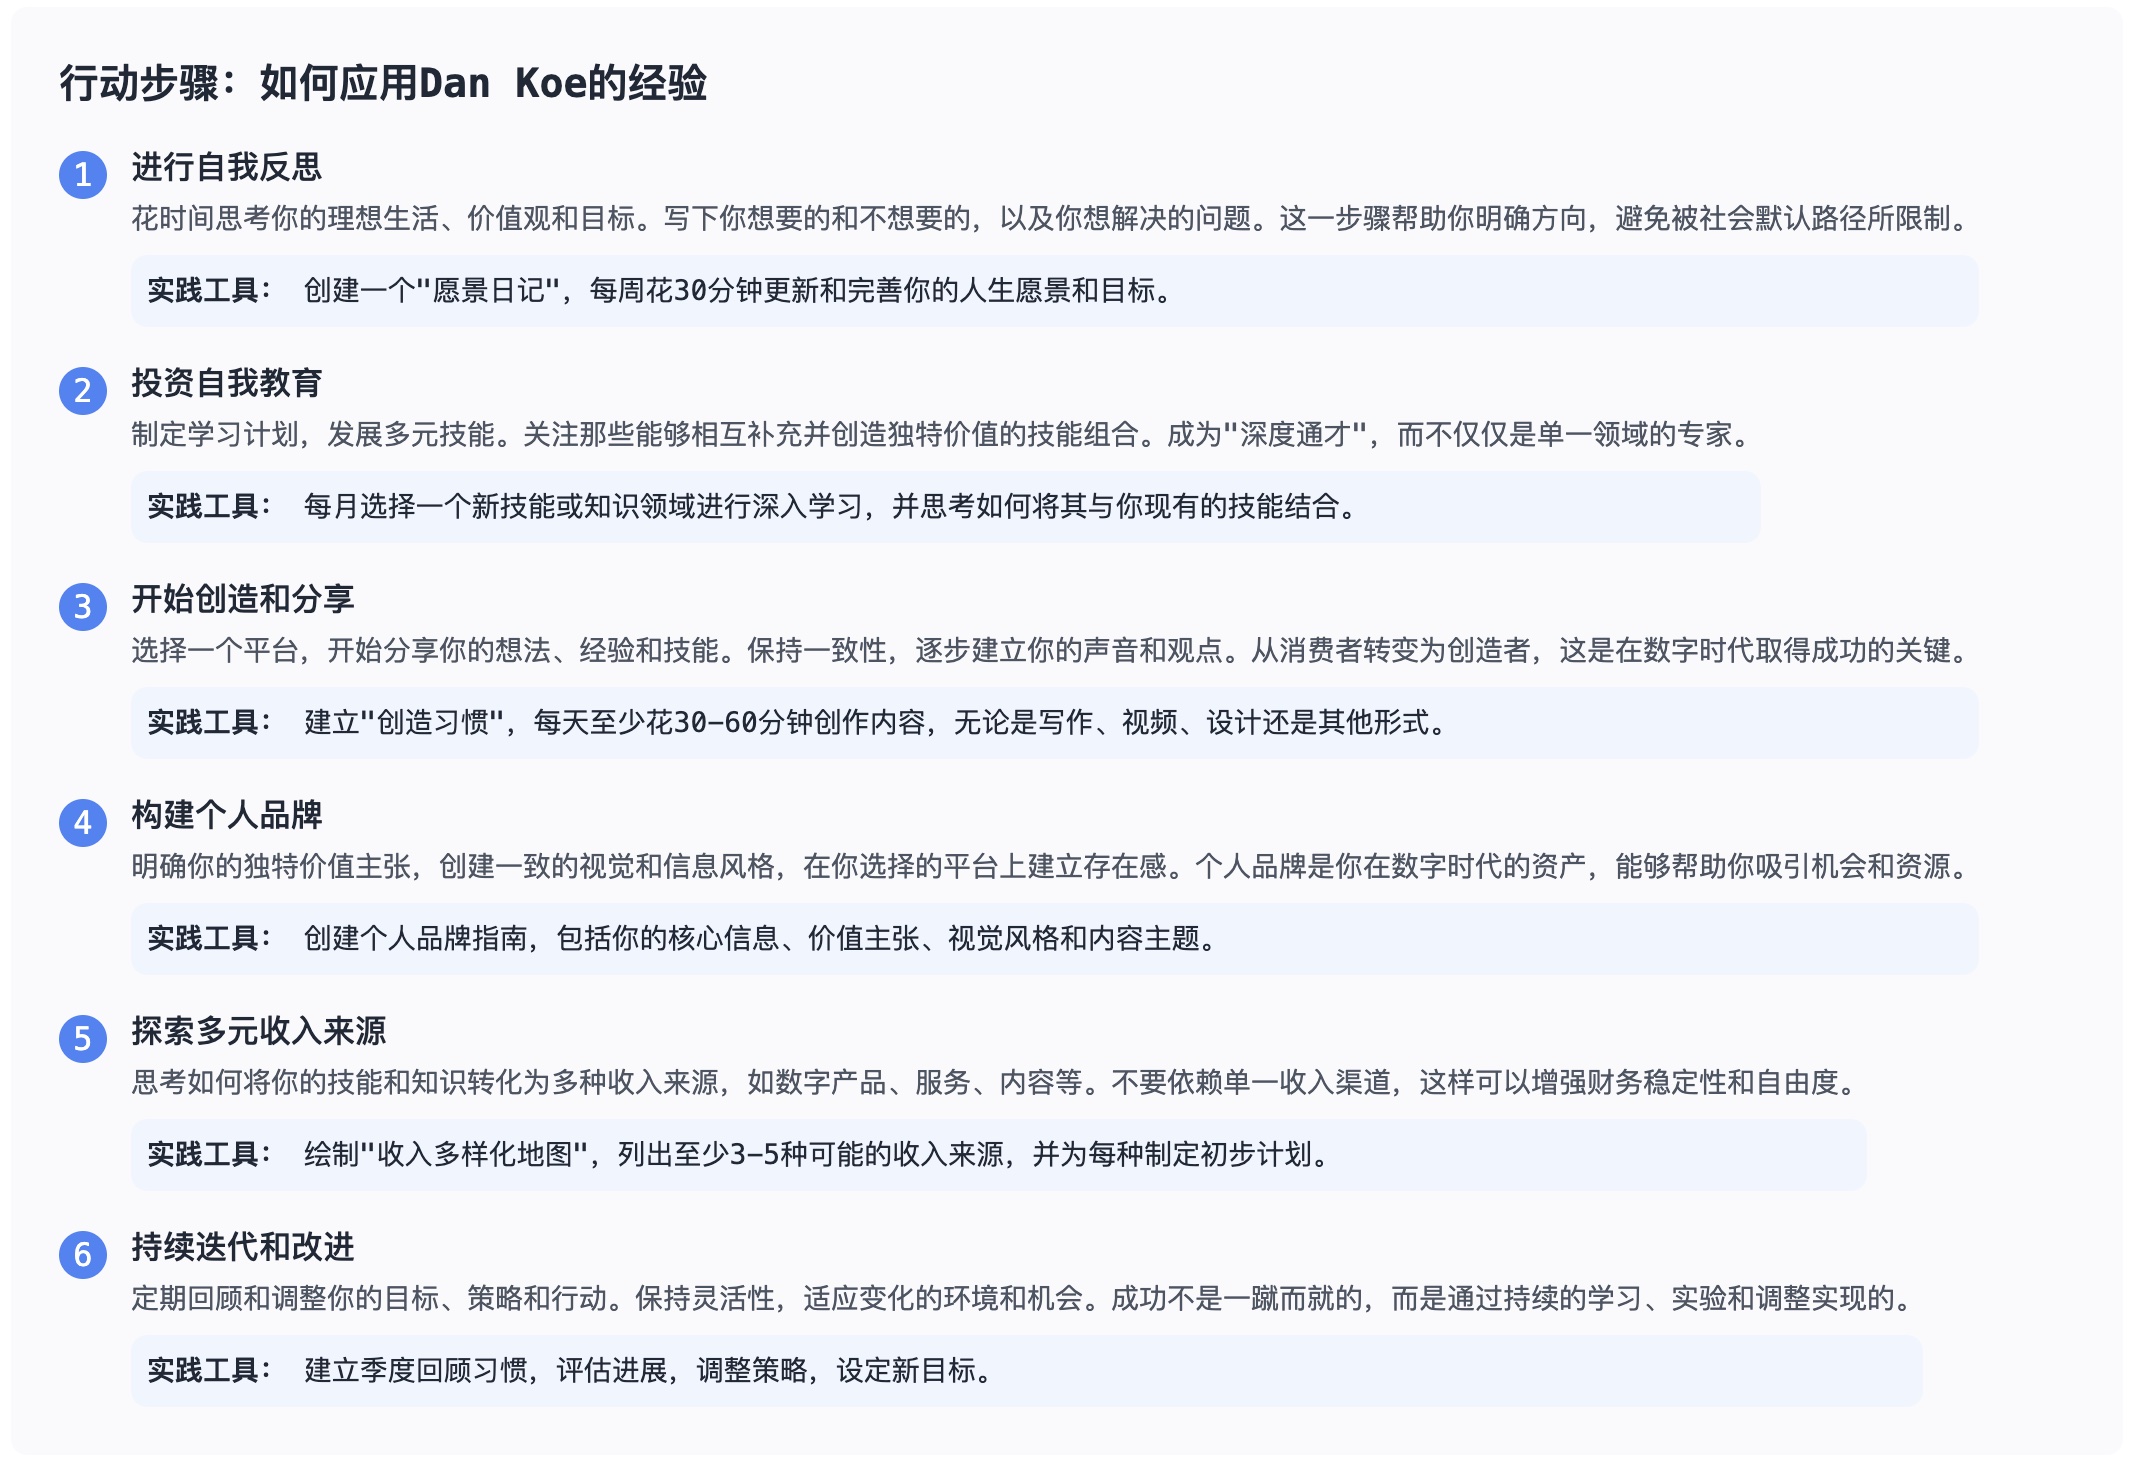 行动步骤：如何应用Dan Koe的经验
1 进行自我反思
花时间思考你的理想生活、价值观和目标。写下你想要的和不想要的，以及你想解决的问题。这一步骤帮助你明确方向，避免被社会默认路径所限制。
实践工具： 创建一个"愿景日记"，每周花30分钟更新和完善你的人生愿景和目标。
2 投资自我教育
制定学习计划，发展多元技能。关注那些能够相互补充并创造独特价值的技能组合。成为"深度通才"，而不仅仅是单一领域的专家。
实践工具： 每月选择一个新技能或知识领域进行深入学习，并思考如何将其与你现有的技能结合。
3 开始创造和分享
选择一个平台，开始分享你的想法、经验和技能。保持一致性，逐步建立你的声音和观点。从消费者转变为创造者，这是在数字时代取得成功的关键。
实践工具： 建立"创造习惯"，每天至少花30-60分钟创作内容，无论是写作、视频、设计还是其他形式。
4 构建个人品牌
明确你的独特价值主张，创建一致的视觉和信息风格，在你选择的平台上建立存在感。个人品牌是你在数字时代的资产，能够帮助你吸引机会和资源。
实践工具： 创建个人品牌指南，包括你的核心信息、价值主张、视觉风格和内容主题。
5 探索多元收入来源
思考如何将你的技能和知识转化为多种收入来源，如数字产品、服务、内容等。不要依赖单一收入渠道，这样可以增强财务稳定性和自由度。
实践工具： 绘制"收入多样化地图"，列出至少3-5种可能的收入来源，并为每种制定初步计划。
6 持续迭代和改进
定期回顾和调整你的目标、策略和行动。保持灵活性，适应变化的环境和机会。成功不是一蹴而就的，而是通过持续的学习、实验和调整实现的。
实践工具： 建立季度回顾习惯，评估进展，调整策略，设定新目标。